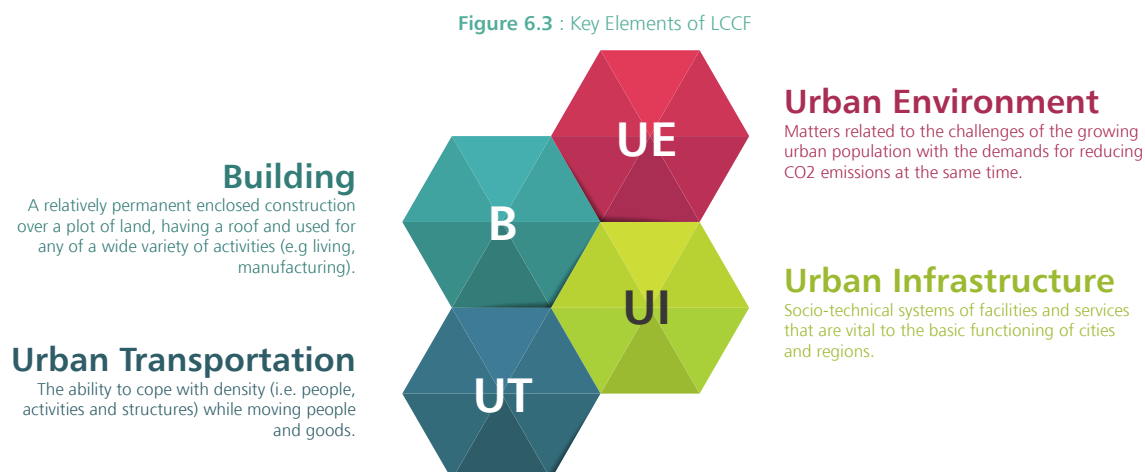 Figure 6.3 : Key Elements of LCCF
UE
Urban Environment
Matters related to the challenges of the growing
urban population with the demands for reducing
CO2 emissions at the same time.
Building
A relatively permanent enclosed construction
over a plot of land, having a roof and used for
any of a wide variety of activities (e.g living,
manufacturing).
B
UI
Urban Infrastructure
Socio-technical systems of facilities and services
that are vital to the basic functioning of cities
and regions.
Urban Transportation
The ability to cope with density (i.e. people,
activities and structures) while moving people
and goods.
UT